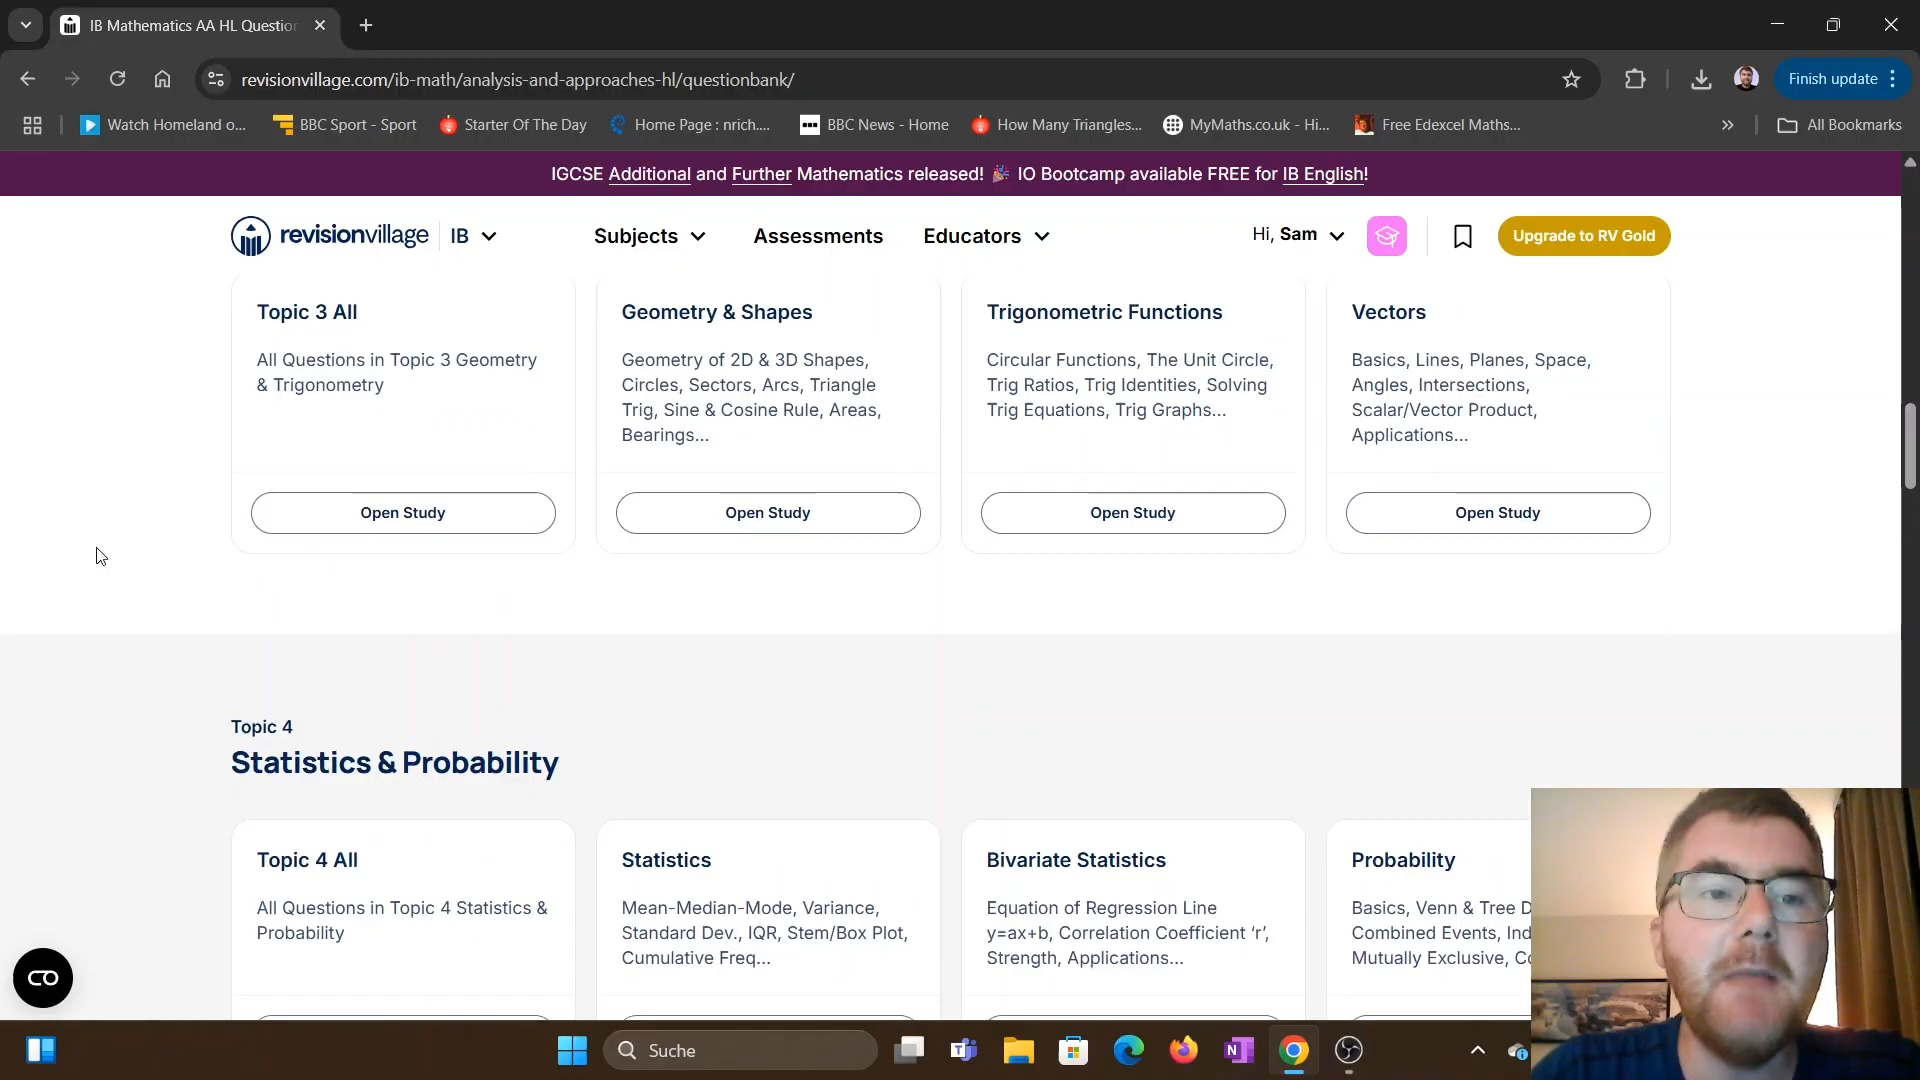 IB Mathematics AA HL Question
revisionvillage.com/ib-math/analysis-and-approaches-hl/questionbank/
Finish update
Watch Homeland o...
BBC Sport - Sport
Starter Of The Day
Home Page : nrich....
BBC News - Home
How Many Triangles...
MyMaths.co.uk - Hi...
Free Edexcel Maths...
All Bookmarks
IGCSE Additional and Further Mathematics released! 🎉 IO Bootcamp available FREE for IB English!
revisionvillage IB
Subjects
Assessments
Educators
Hi, Sam
Upgrade to RV Gold
Topic 3 All
All Questions in Topic 3 Geometry
& Trigonometry
Open Study
Geometry & Shapes
Geometry of 2D & 3D Shapes,
Circles, Sectors, Arcs, Triangle
Trig, Sine & Cosine Rule, Areas,
Bearings...
Open Study
Trigonometric Functions
Circular Functions, The Unit Circle,
Trig Ratios, Trig Identities, Solving
Trig Equations, Trig Graphs...
Open Study
Vectors
Basics, Lines, Planes, Space,
Angles, Intersections,
Scalar/Vector Product,
Applications...
Open Study
Topic 4
Statistics & Probability
Topic 4 All
All Questions in Topic 4 Statistics &
Probability
Statistics
Mean-Median-Mode, Variance,
Standard Dev., IQR, Stem/Box Plot,
Cumulative Freq...
Bivariate Statistics
Equation of Regression Line
y=ax+b, Correlation Coefficient ‘r’,
Strength, Applications...
Probability
Basics, Venn & Tree D
Combined Events, Ind
Mutually Exclusive, Co
Suche